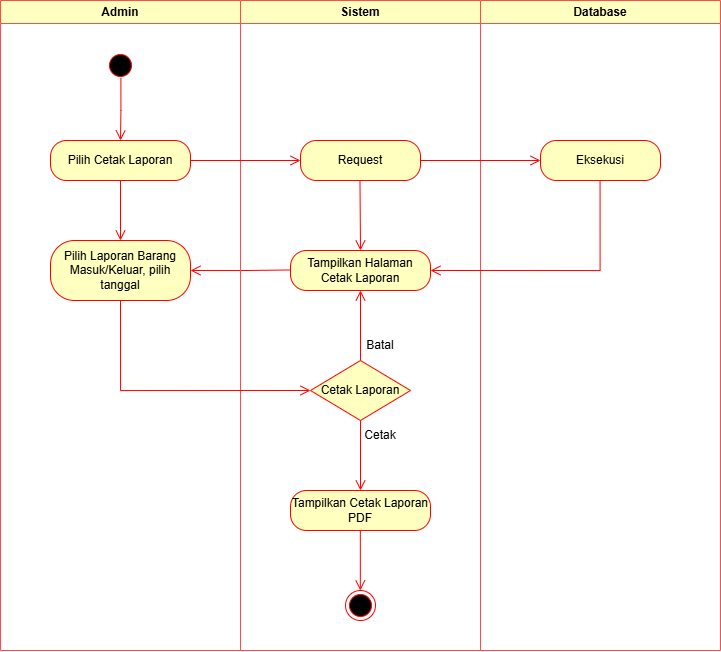 Admin
Sistem
Database
Pilih Cetak Laporan
Request
Eksekusi
Pilih Laporan Barang
Masuk/Keluar, pilih
tanggal
Tampilkan Halaman
Cetak Laporan
Batal
Cetak Laporan
Cetak
Tampilkan Cetak Laporan
PDF